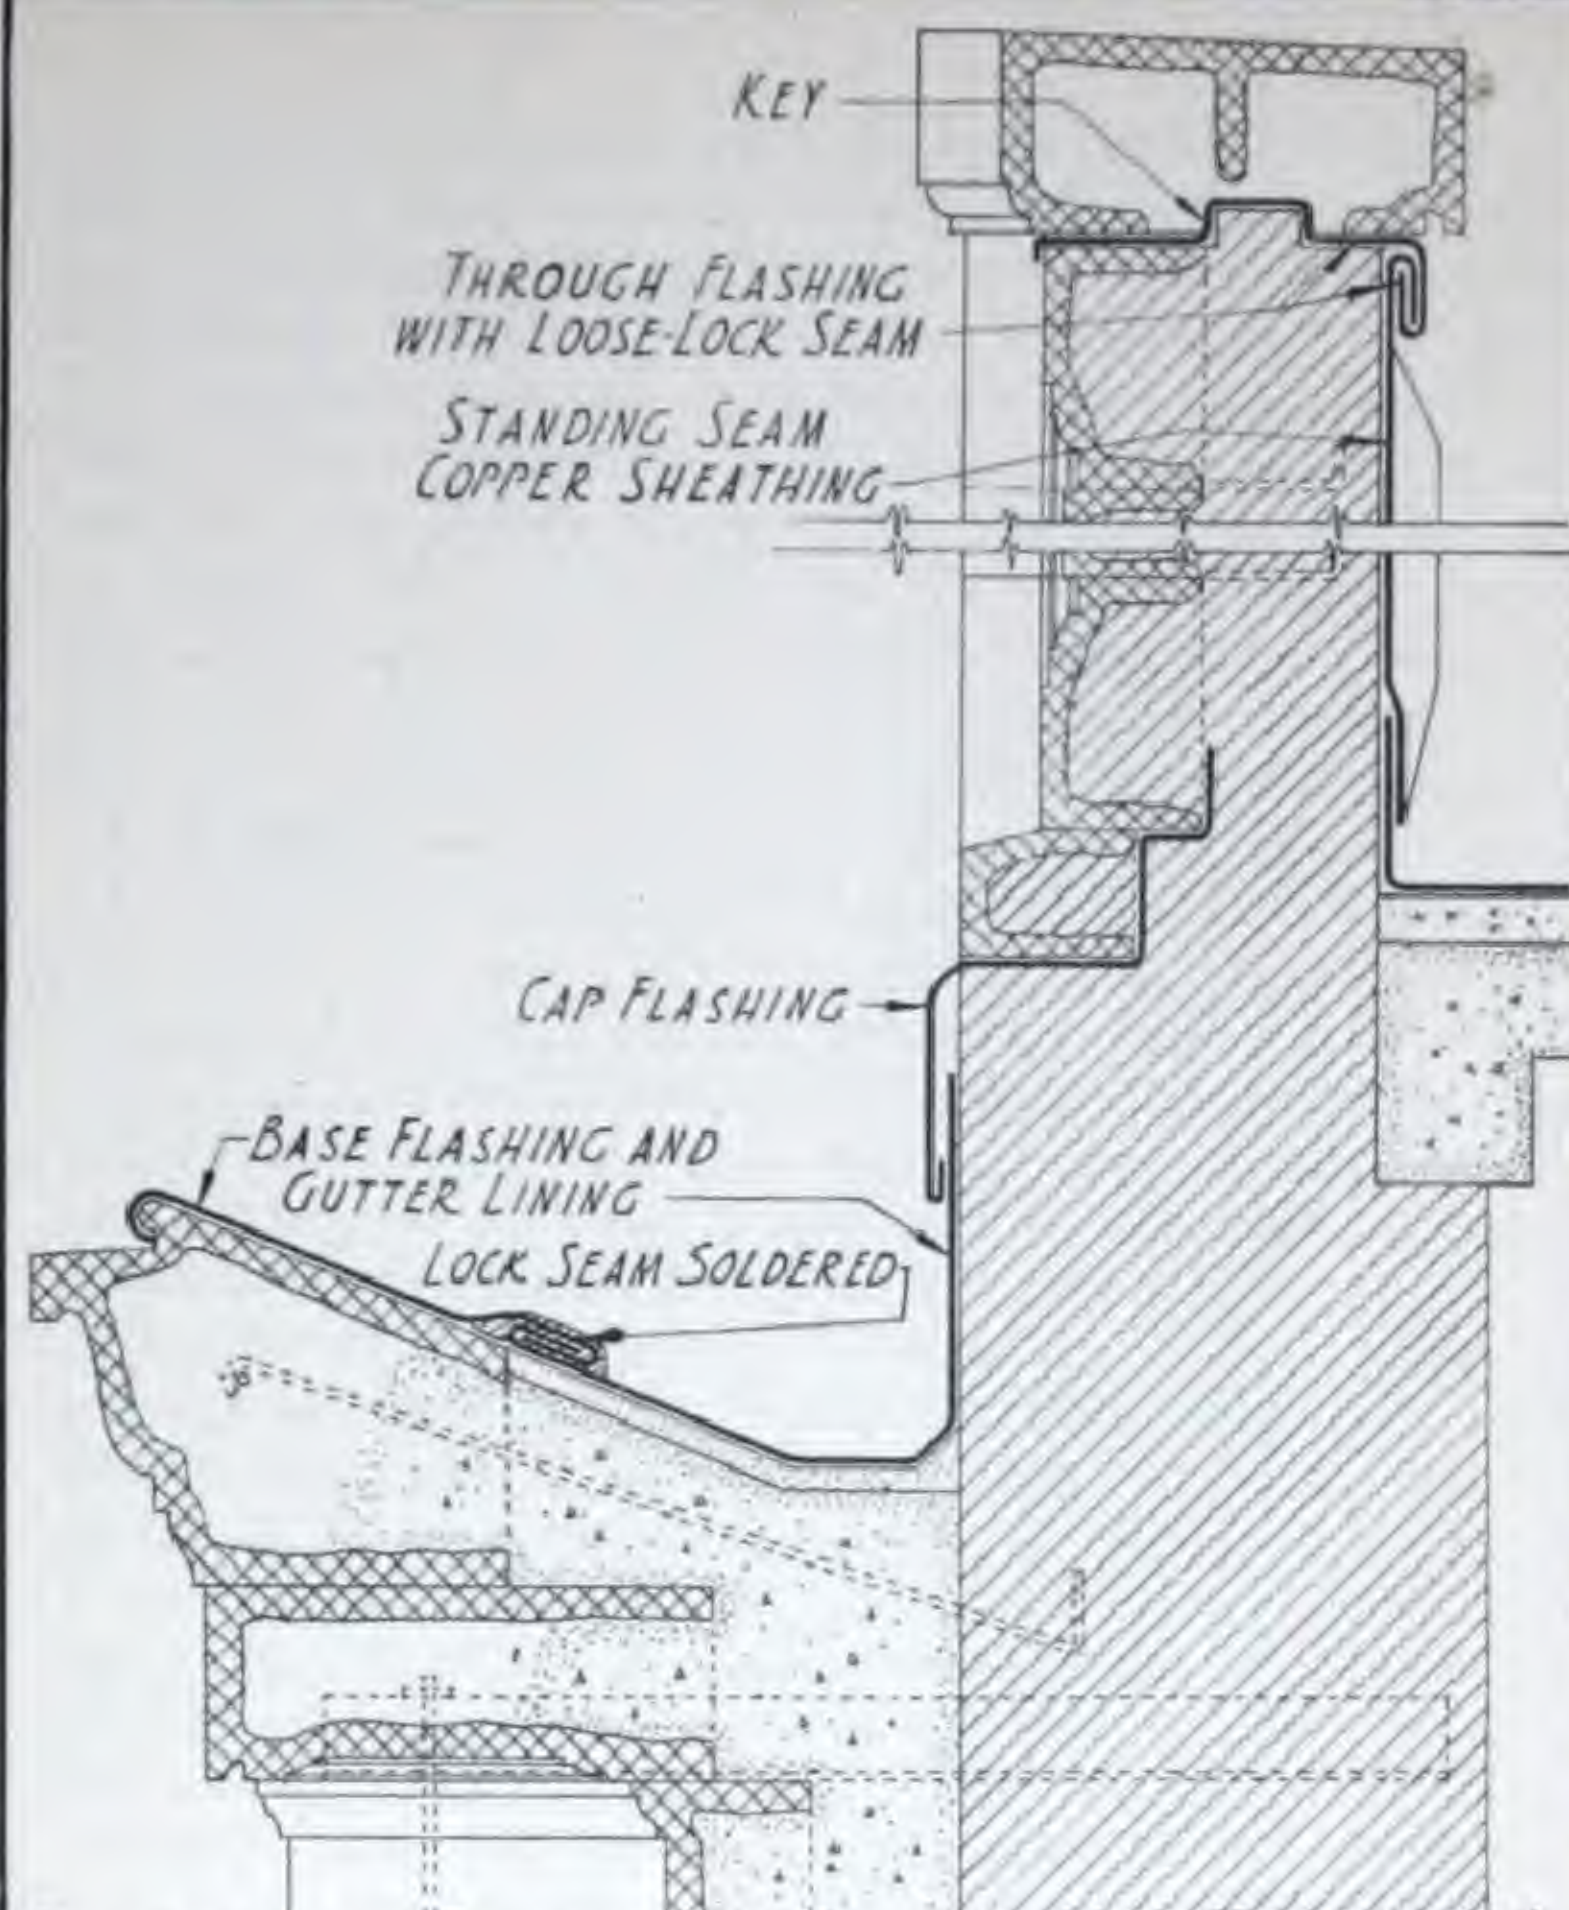 KEY
THROUGH FLASHING
WITH LOOSE-LOCK SEAM
STANDING SEAM
COPPER SHEATHING
CAP FLASHING
BASE FLASHING AND
GUTTER LINING
LOCK SEAM SOLDERED